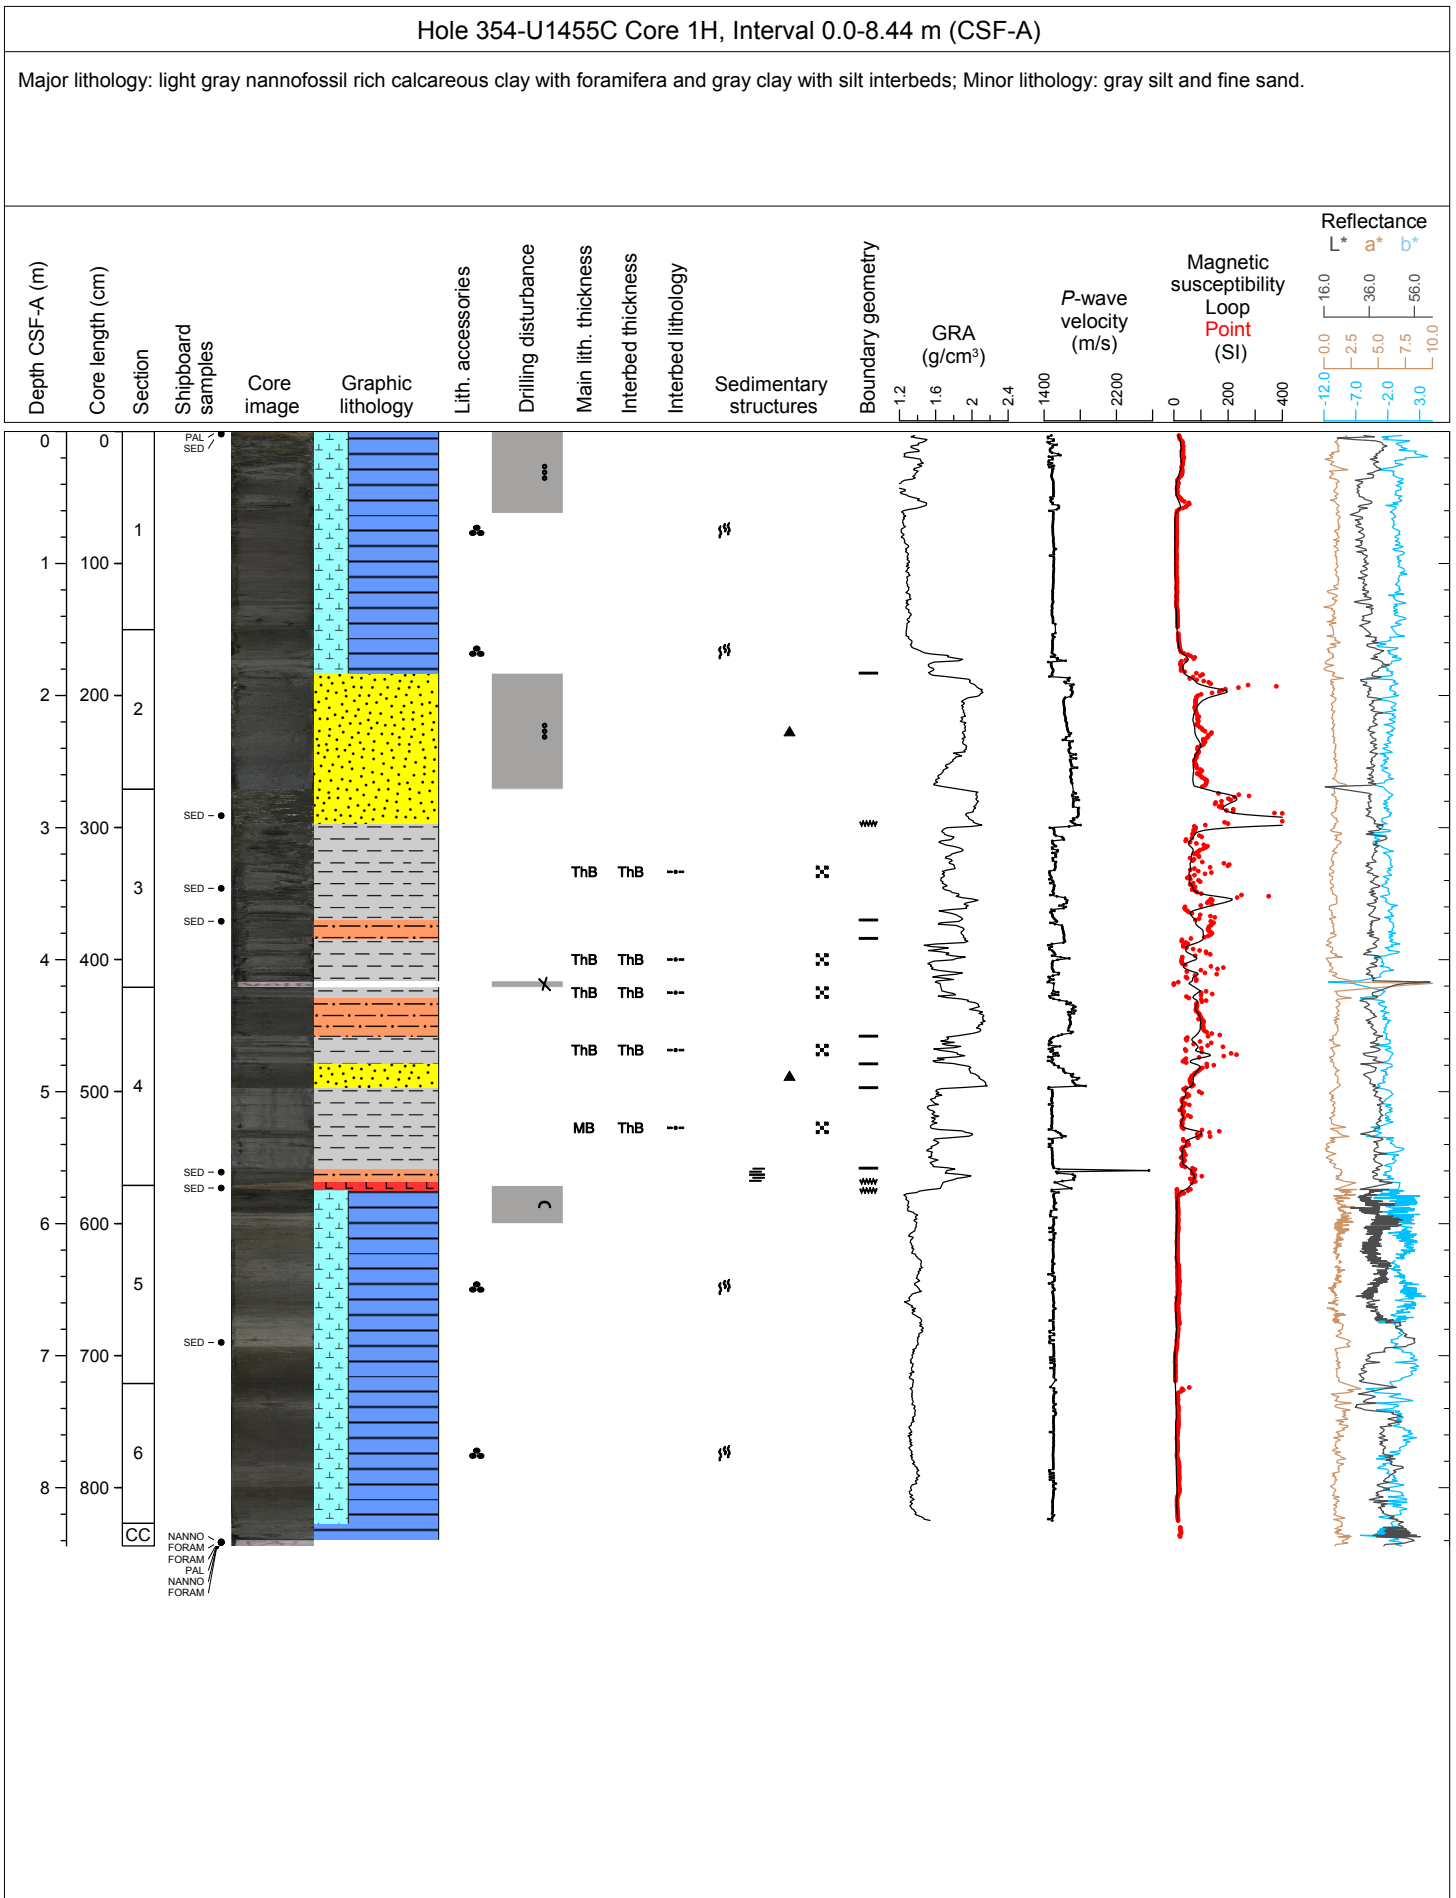 Hole 354-U1455C Core 1H, Interval 0.0-8.44 m (CSF-A)
Major lithology: light gray nannofossil rich calcareous clay with foramifera and gray clay with silt interbeds; Minor lithology: gray silt and fine sand.
Depth CSF-A (m)
Core length (cm)
Section
Shipboard
samples
Core
image
Graphic
lithology
Lith. accessories
Drilling disturbance
Main lith. thickness
Interbed thickness
Interbed lithology
Sedimentary
structures
Boundary geometry
GRA
(g/cm³)
1.2 1.6 2 2.4
P-wave
velocity
(m/s)
1400 2200
Magnetic
susceptibility
Loop
Point
(SI)
0 200 400
Reflectance
L* a* b*
16.0 36.0 56.0
0.0 2.5 5.0 7.5 10.0
-12.0 -7.0 -2.0 3.0
0 0
PAL
SED
1
1 100
2 200
2
SED
3 300
3
ThB ThB
SED
SED
4 400
ThB ThB
ThB ThB
ThB ThB
4
5 500
MB ThB
SED
SED
6 600
5
SED
7 700
6
8 800
CC
NANNO
FORAM
FORAM
PAL
NANNO
FORAM